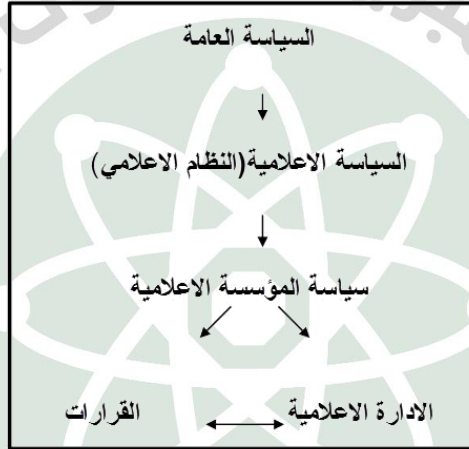 السياسة العامة
السياسة الاعلامية(النظام الاعلامي)
سياسة المؤسسة الاعلامية
الادارة الاعلامية القرارات